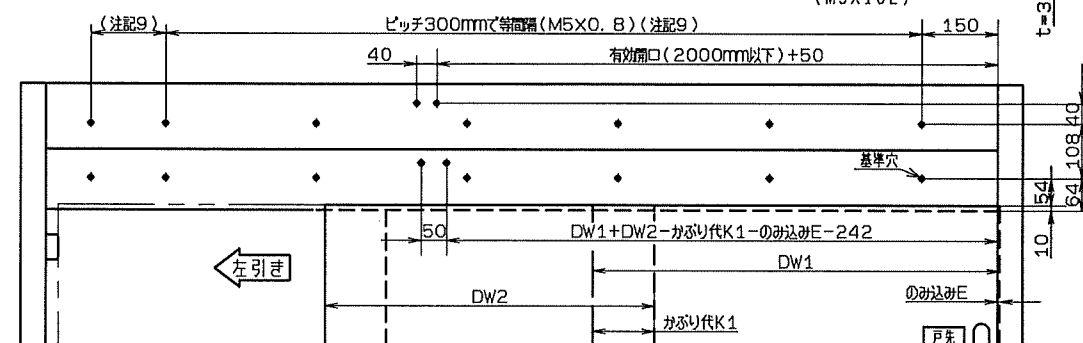 (M5X10L)
t=3
(注記9)
ピッチ300mmで等間隔(M5X0.8)(注記9)
150
40
有効開口(2000mm以下)+50
40
108
基準穴
54
64
50
DW1+DW2-かぶり代K1-のみ込みE-242
10
左引き
DW1
DW2
のみ込みE
かぶり代K1
戸先